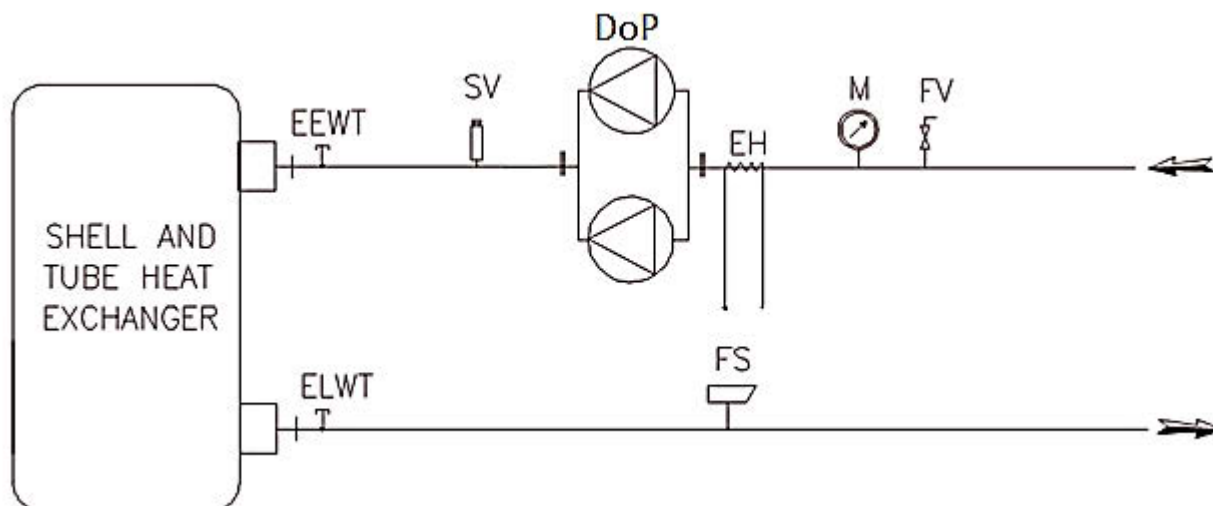 DoP
SV
M
FV
EEWT
EH
SHELL AND
TUBE HEAT
EXCHANGER
FS
ELWT